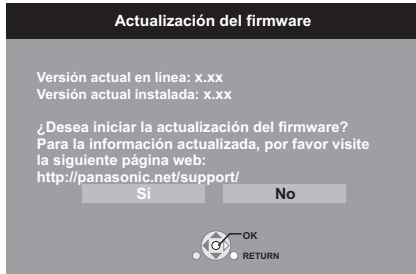 Actualización del firmware
Versión actual en línea: x.xx
Versión actual instalada: x.xx
¿Desea iniciar la actualización del firmware?
Para la información actualizada, por favor visite
la siguiente página web:
http://panasonic.net/support/
Sí No
OK
RETURN